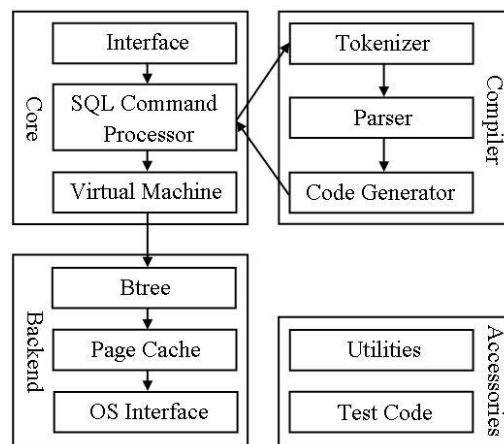 Core
Interface
SQL Command
Processor
Virtual Machine
Compiler
Tokenizer
Parser
Code Generator
Backend
Btree
Page Cache
OS Interface
Accessories
Utilities
Test Code